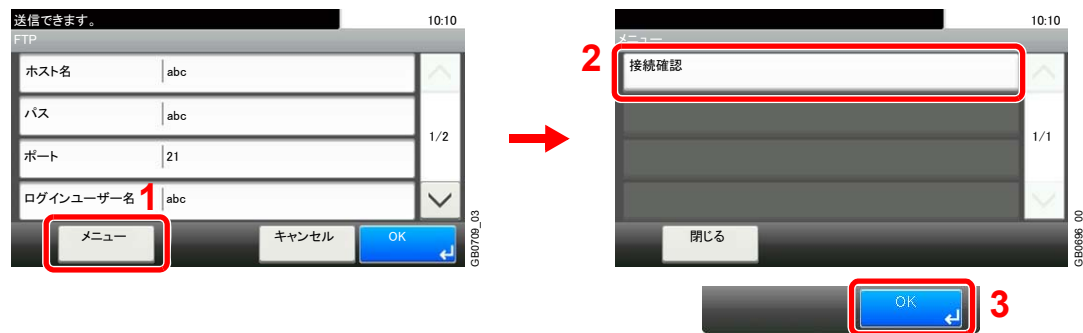 送信できます。 10:10
FTP
ホスト名 abc
パス abc
ポート 21
ログインユーザー名 abc
1/2
1
メニュー キャンセル OK
GB0709_03
10:10
メニュー
2
接続確認
1/1
閉じる
GB0696 00
OK
3